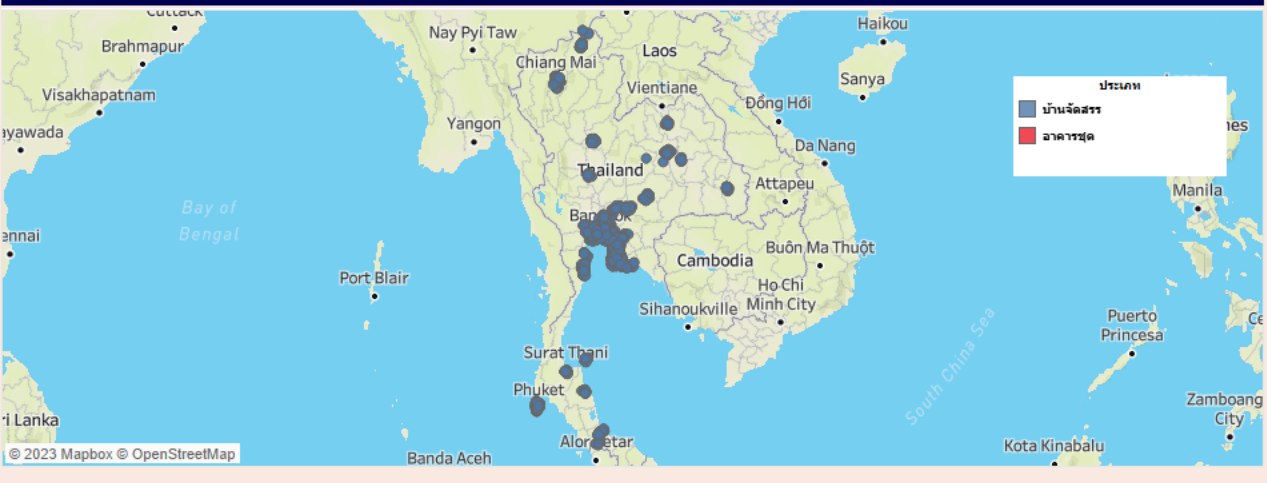 Cuttack
Haikou
Nay Pyi Taw
Brahmapur
Laos
Chiang Mai
Sanya
ประเภท
Visakhapatnam
Vientiane
Đồng Hới
บ้านจัดสรร
ayawada
Yangon
nes
อาคารชุด
Da Nang
Thailand
Attapeu
Manila
Bay of
Bengal
Bangkok
ennai
Buôn Ma Thuột
Cambodia
Port Blair
Ho Chi
Minh City
Sihanoukville
Puerto
Princesa
Ce
South China Sea
Surat Thani
Phuket
Zamboang
City
ri Lanka
Alor Setar
Kota Kinabalu
© 2023 Mapbox © OpenStreetMap
Banda Aceh